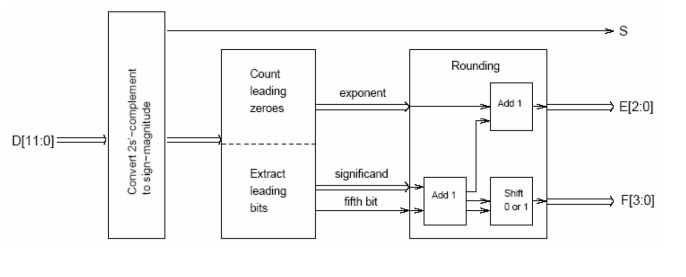 S
Rounding
Count
leading
zeroes
exponent
Add 1
E[2:0]
D[11:0]
Convert 2s'-complement
to sign-magnitude
Extract
leading
bits
significand
fifth bit
Add 1
Shift
0 or 1
F[3:0]